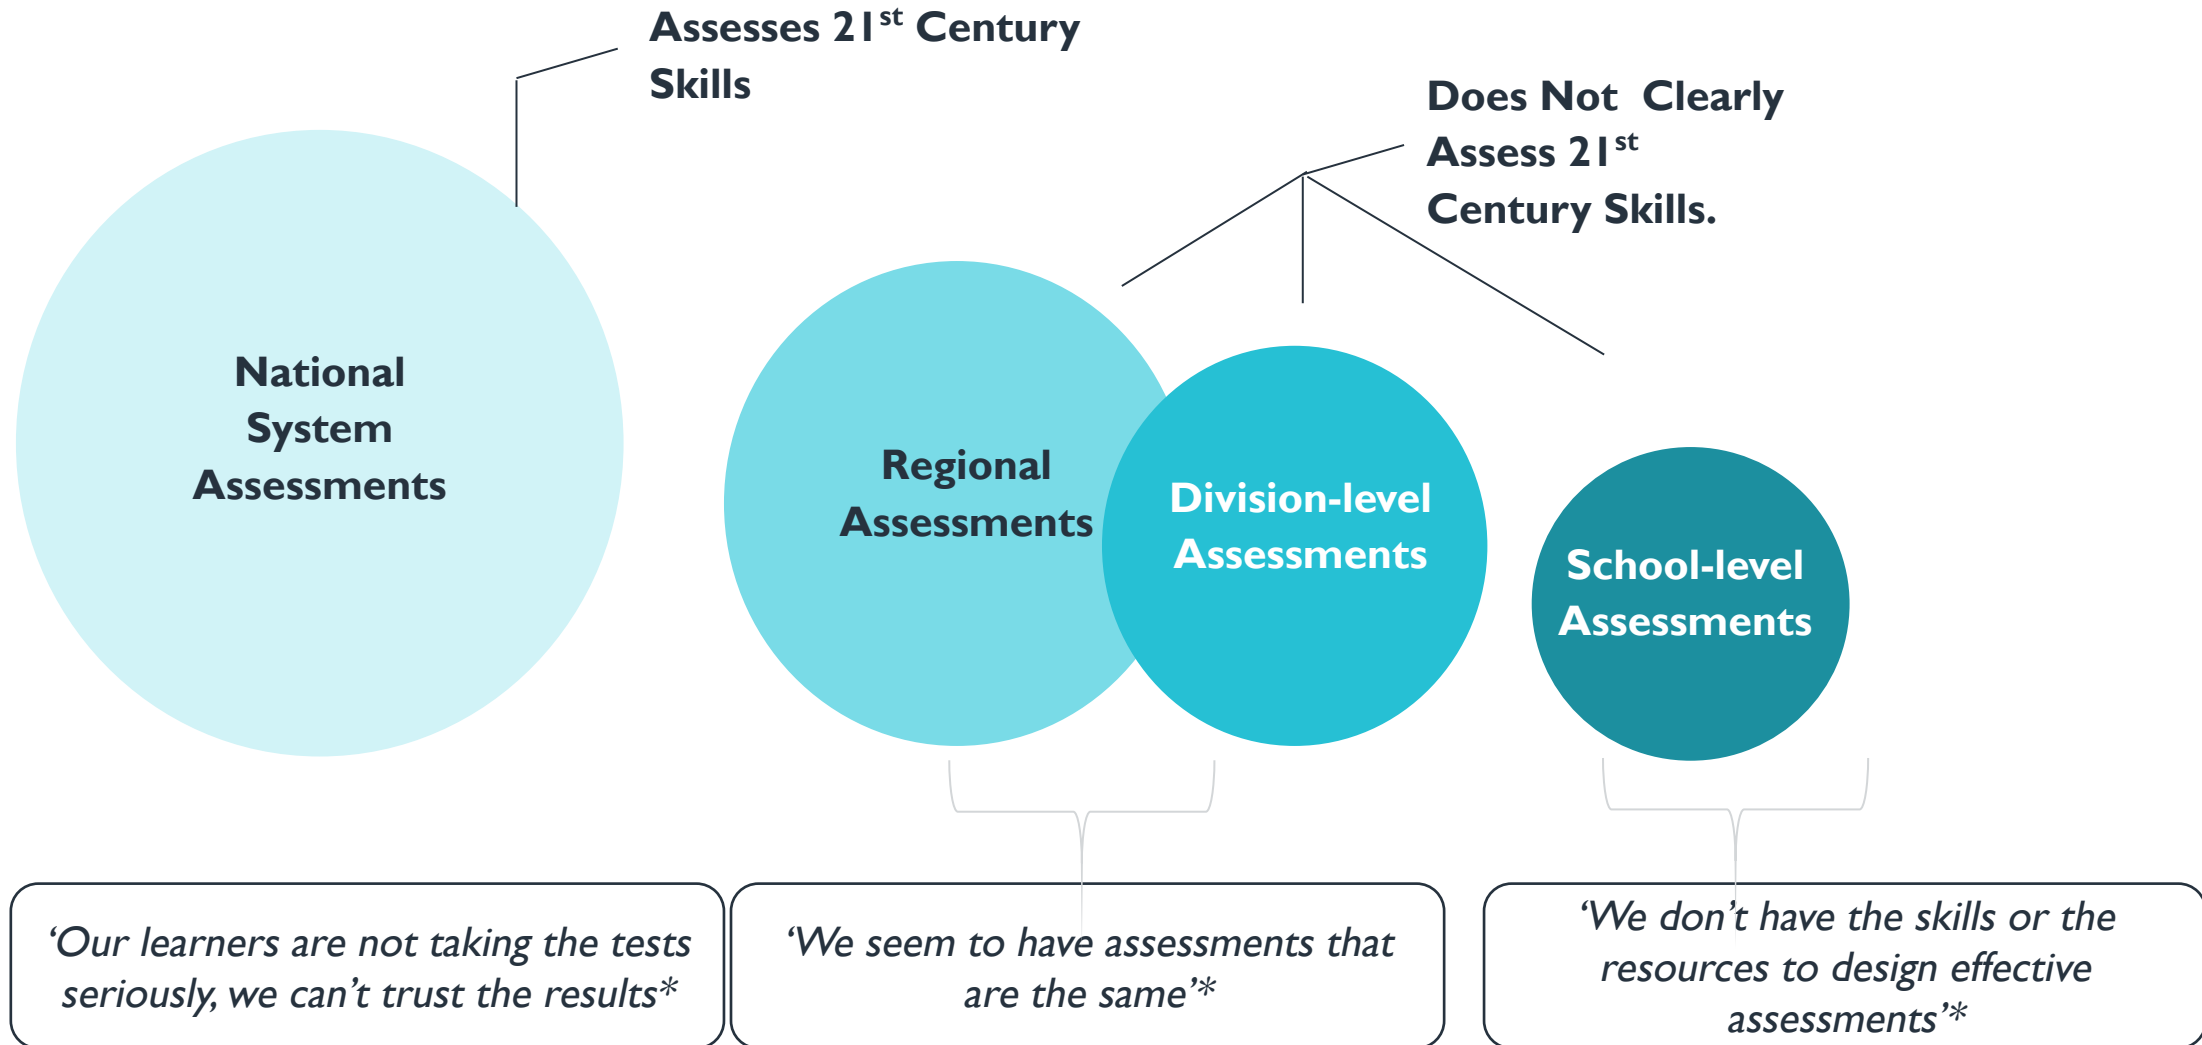 Assesses 21st Century
Skills
Does Not  Clearly
Assess 21st
Century Skills.
National
System
Assessments
Regional
Assessments
Division-level
Assessments
School-level
Assessments
‘Our learners are not taking the tests
seriously, we can’t trust the results*
‘We seem to have assessments that
are the same’*
‘We don’t have the skills or the
resources to design effective
assessments’*